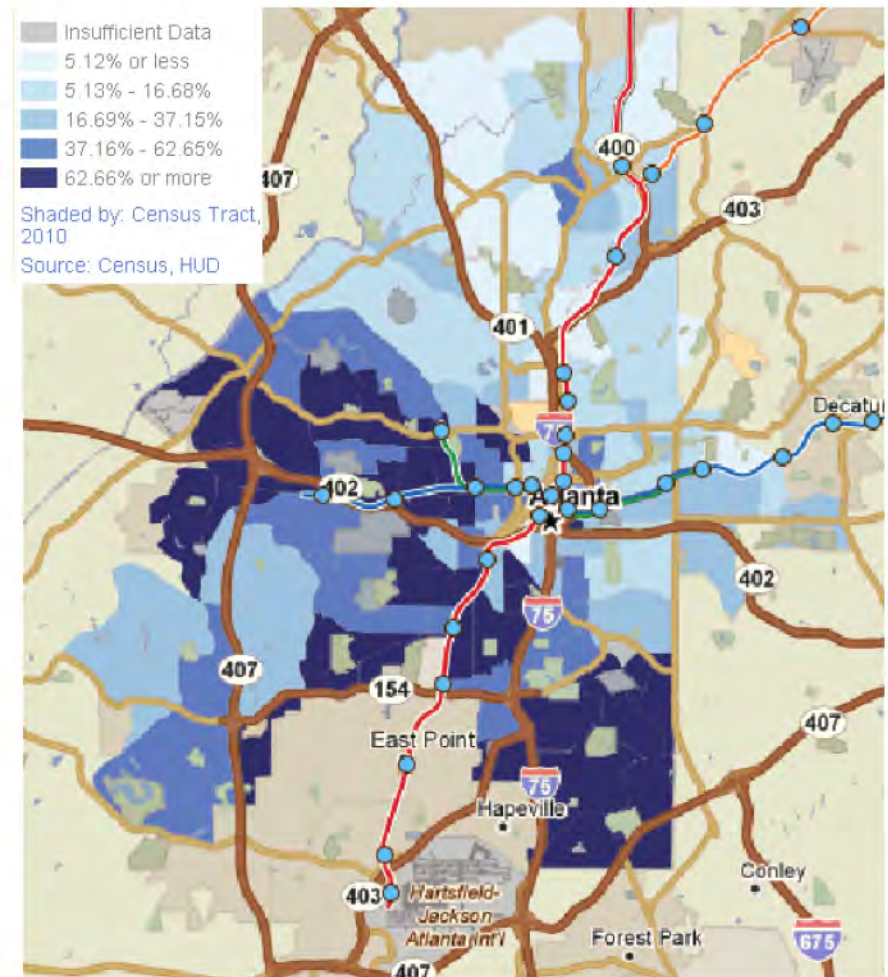 Insufficient Data
5.12% or less
5.13% - 16.68%
16.69% - 37.15%
37.16% - 62.65%
62.66% or more
Shaded by: Census Tract,
2010
Source: Census, HUD
407
400
403
401
75
Decatur
402
Atlanta
402
75
407
154
407
East Point
75
Hapeville
Conley
403
Hartsfield-
Jackson
Atlanta Int'l
Forest Park
675
407